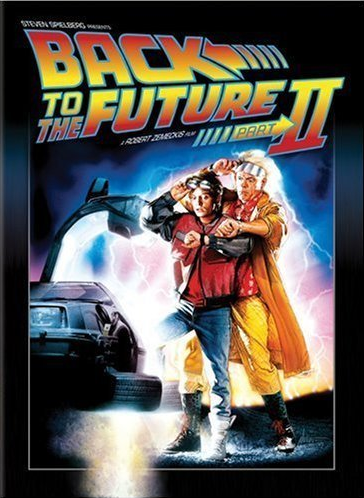 STEVEN SPIELBERG PRESENTS
BACK
TO THE FUTURE
PART II
A ROBERT ZEMECKIS FILM